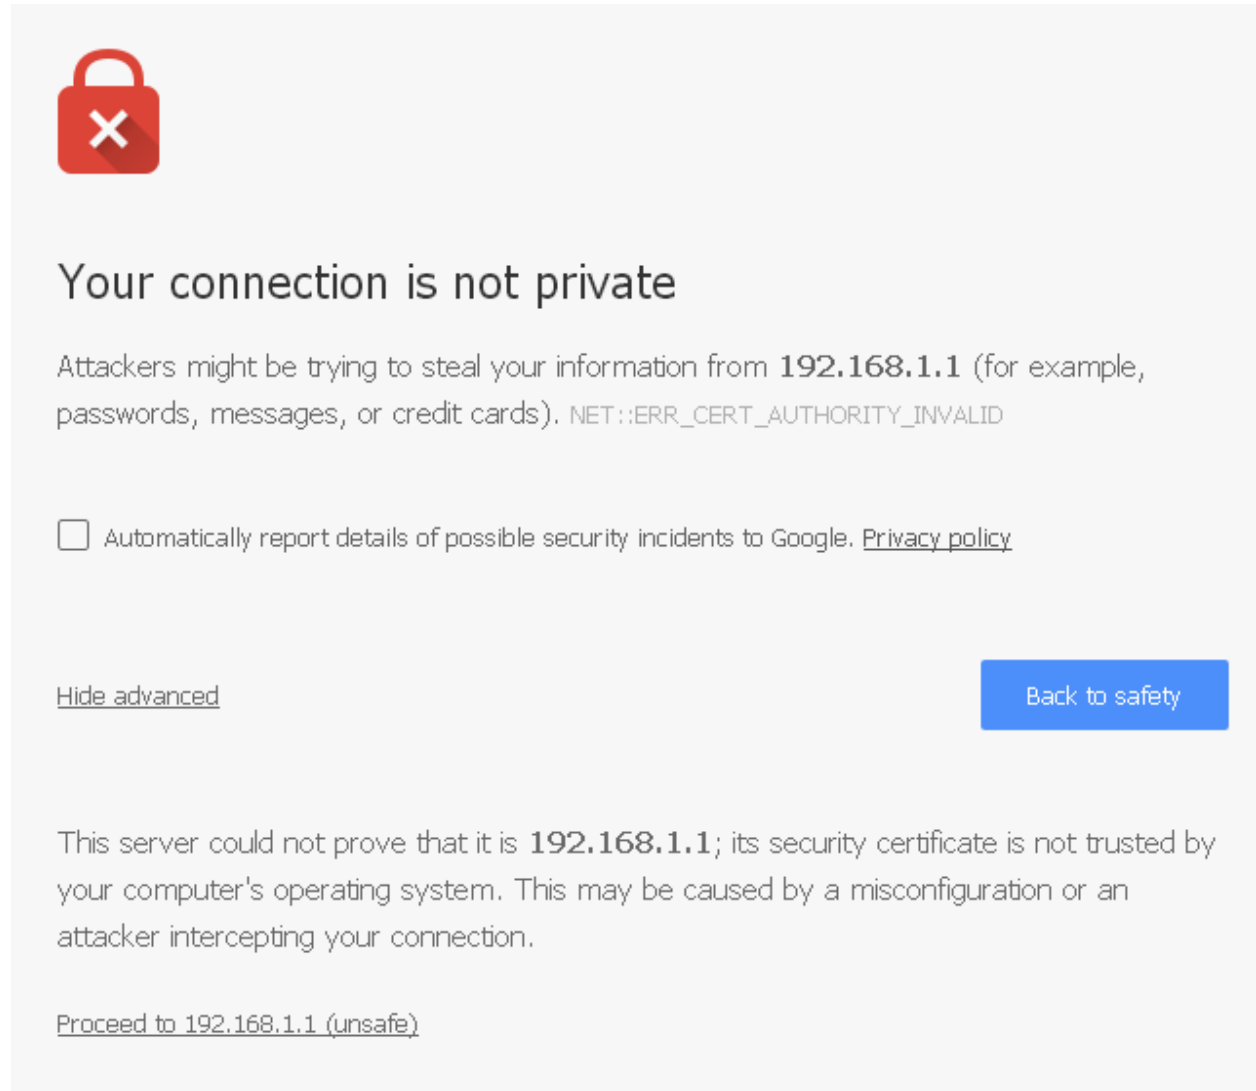 Your connection is not private
Attackers might be trying to steal your information from 192.168.1.1 (for example,
passwords, messages, or credit cards). NET::ERR_CERT_AUTHORITY_INVALID
Automatically report details of possible security incidents to Google. Privacy policy
Hide advanced
Back to safety
This server could not prove that it is 192.168.1.1; its security certificate is not trusted by
your computer's operating system. This may be caused by a misconfiguration or an
attacker intercepting your connection.
Proceed to 192.168.1.1 (unsafe)